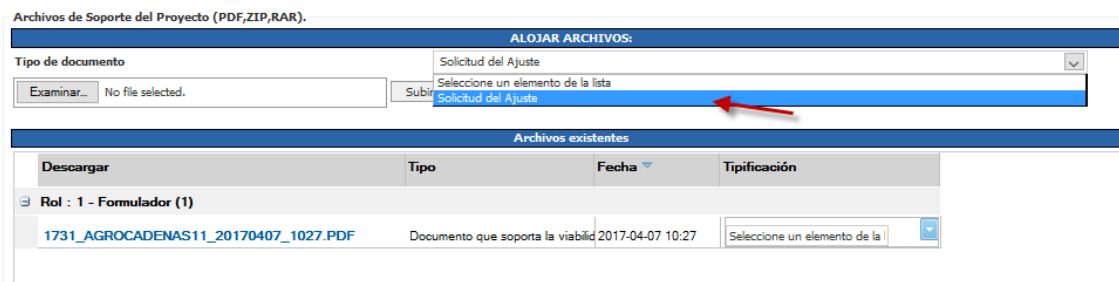 Archivos de Soporte del Proyecto (PDF,ZIP,RAR).
ALOJAR ARCHIVOS:
Tipo de documento
Solicitud del Ajuste
Seleccione un elemento de la lista
Examinar... No file selected.
Subir
Solicitud del Ajuste
Archivos existentes
Descargar Tipo Fecha Tipificación
Rol : 1 - Formulador (1)
1731_AGROCADENAS11_20170407_1027.PDF Documento que soporta la viabilid 2017-04-07 10:27 Seleccione un elemento de la